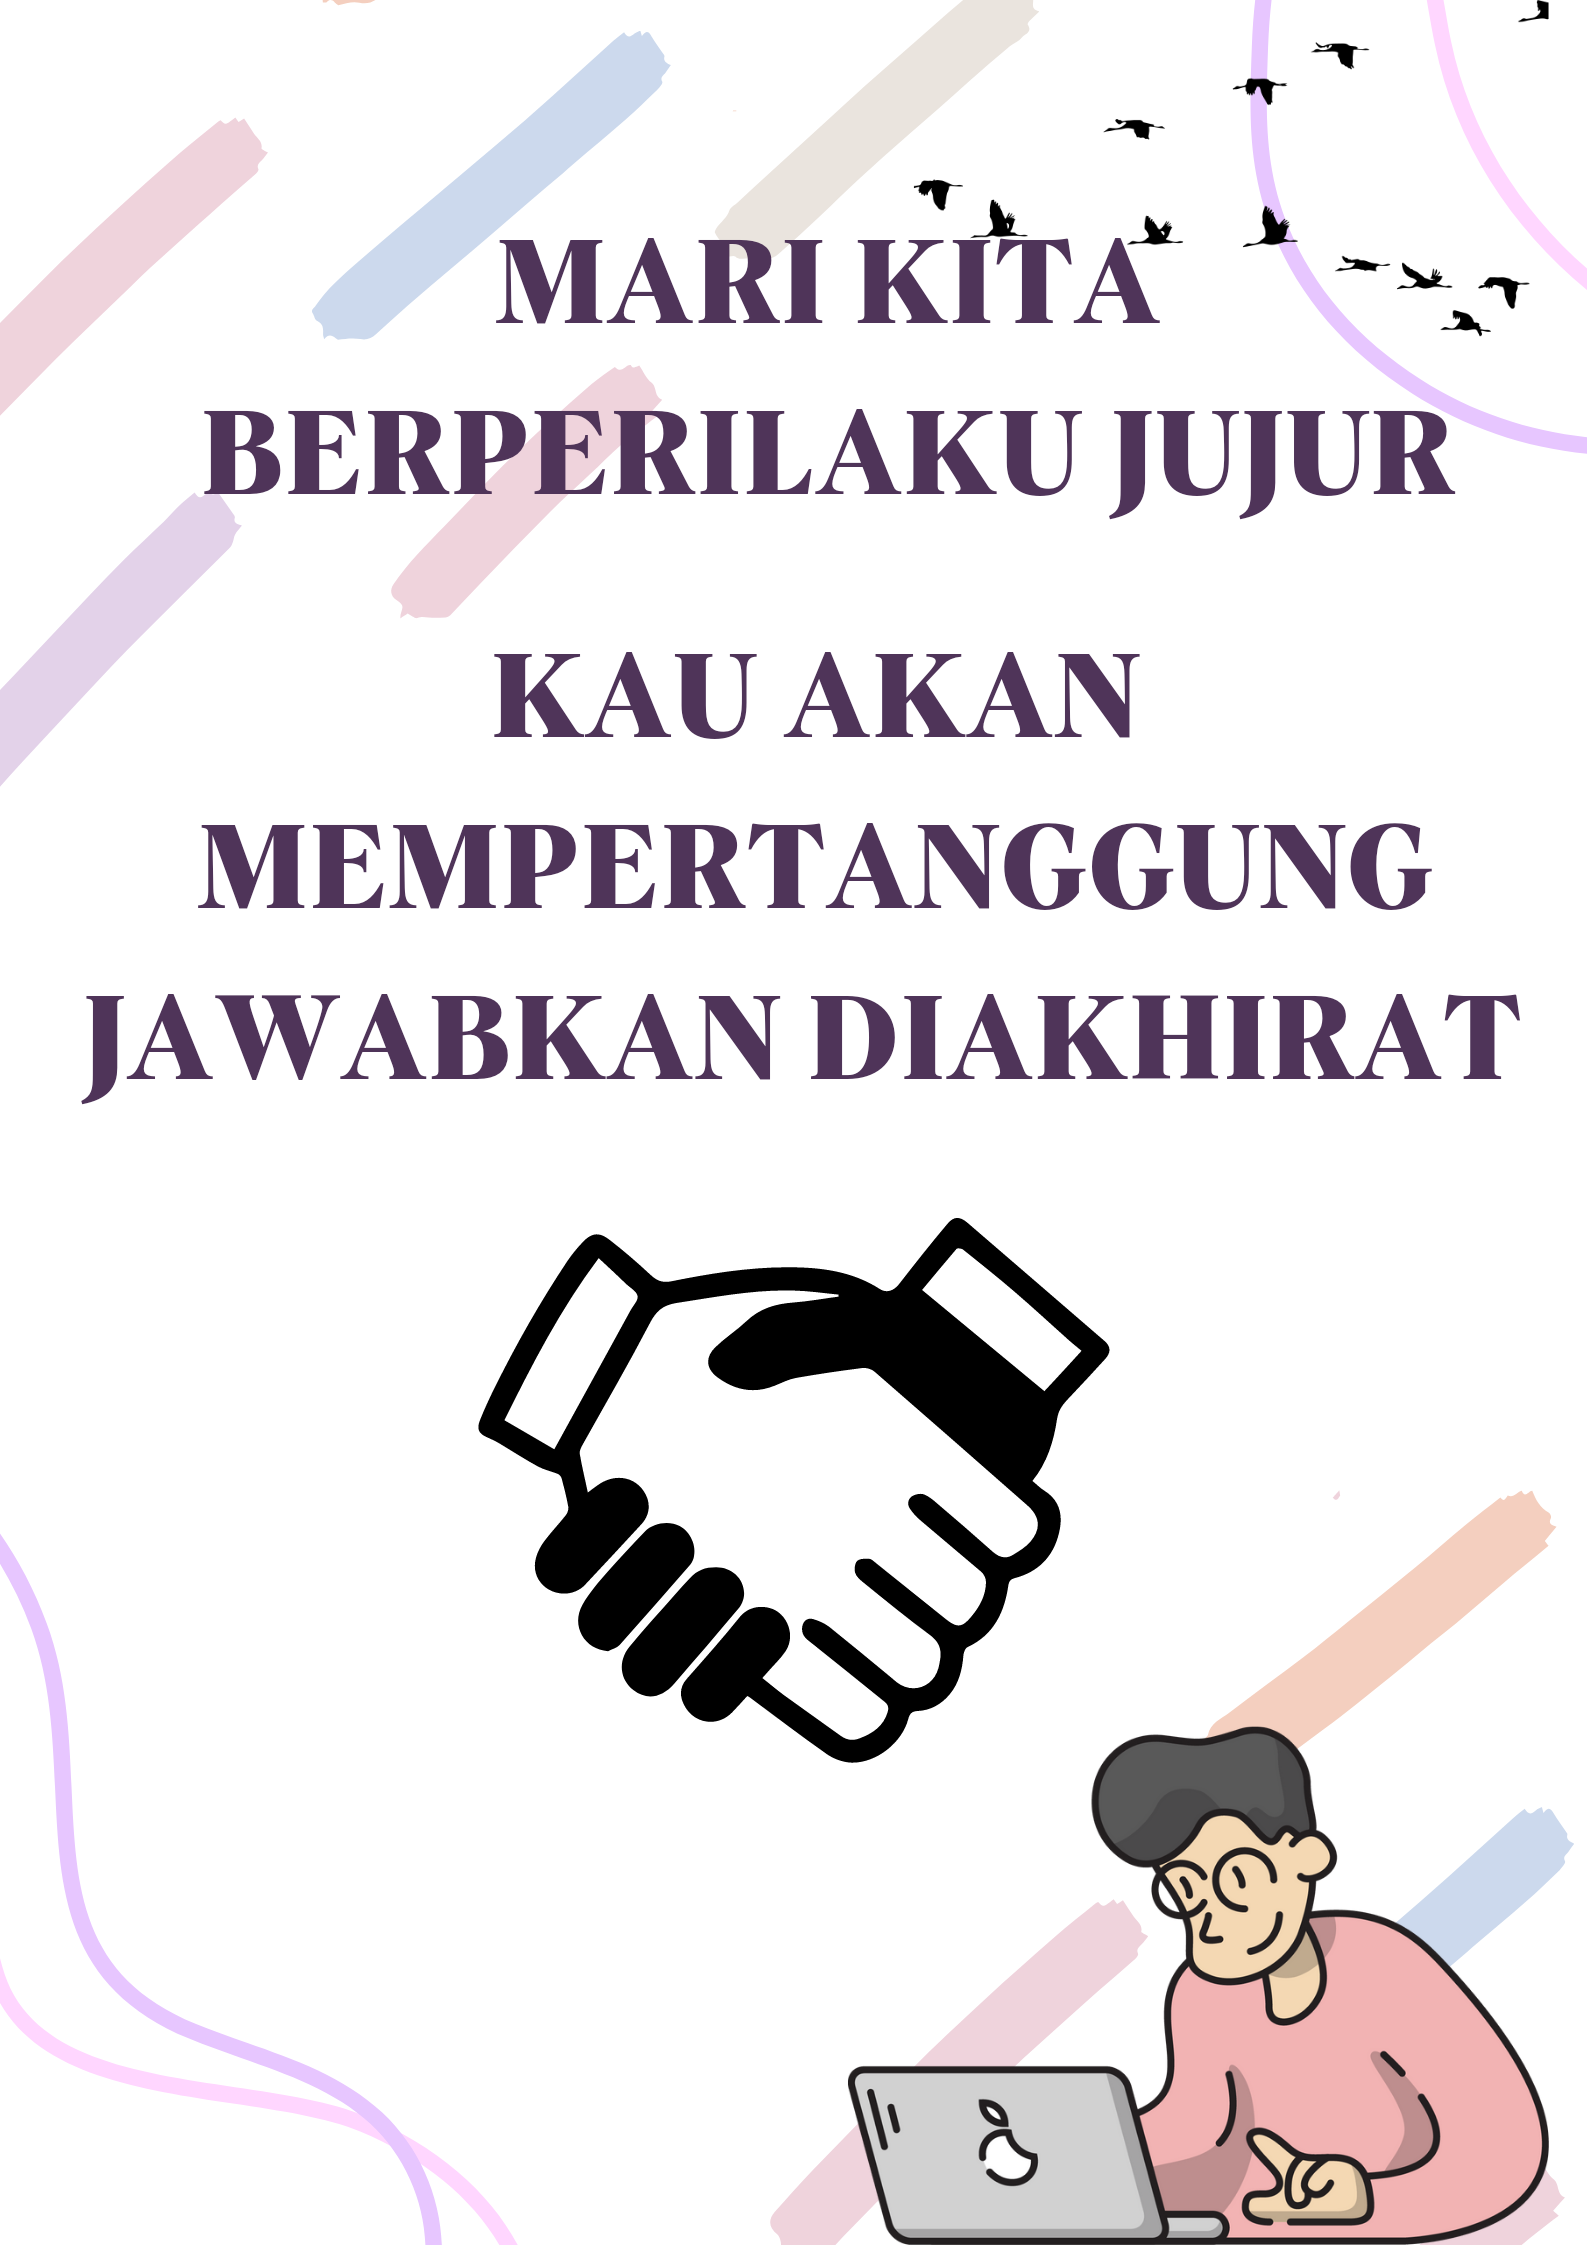 MARI KITA
BERPERILAKU JUJUR
KAU AKAN
MEMPERTANGGUNG
JAWABKAN DIAKHIRAT